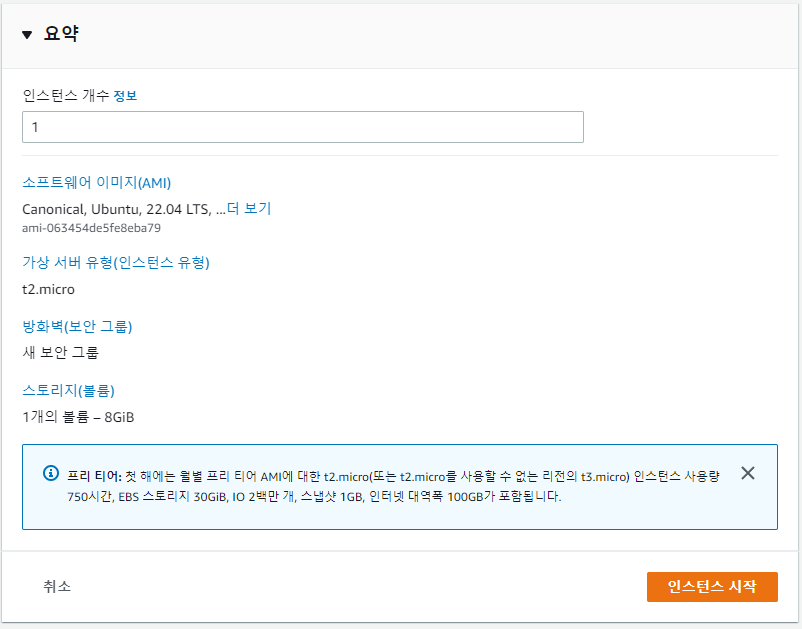 요약
인스턴스 개수 정보
1
소프트웨어 이미지(AMI)
Canonical, Ubuntu, 22.04 LTS, ...더 보기
ami-063454de5fe8eba79
가상 서버 유형(인스턴스 유형)
t2.micro
방화벽(보안 그룹)
새 보안 그룹
스토리지(볼륨)
1개의 볼륨 – 8GiB
프리 티어: 첫 해에는 월별 프리 티어 AMI에 대한 t2.micro(또는 t2.micro를 사용할 수 없는 리전의 t3.micro) 인스턴스 사용량
750시간, EBS 스토리지 30GiB, IO 2백만 개, 스냅샷 1GB, 인터넷 대역폭 100GB가 포함됩니다.
취소
인스턴스 시작